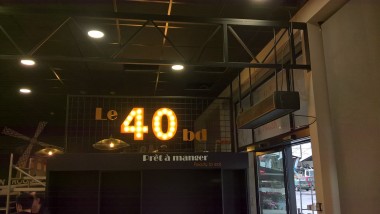 Le 40 bd
Prêt à manger